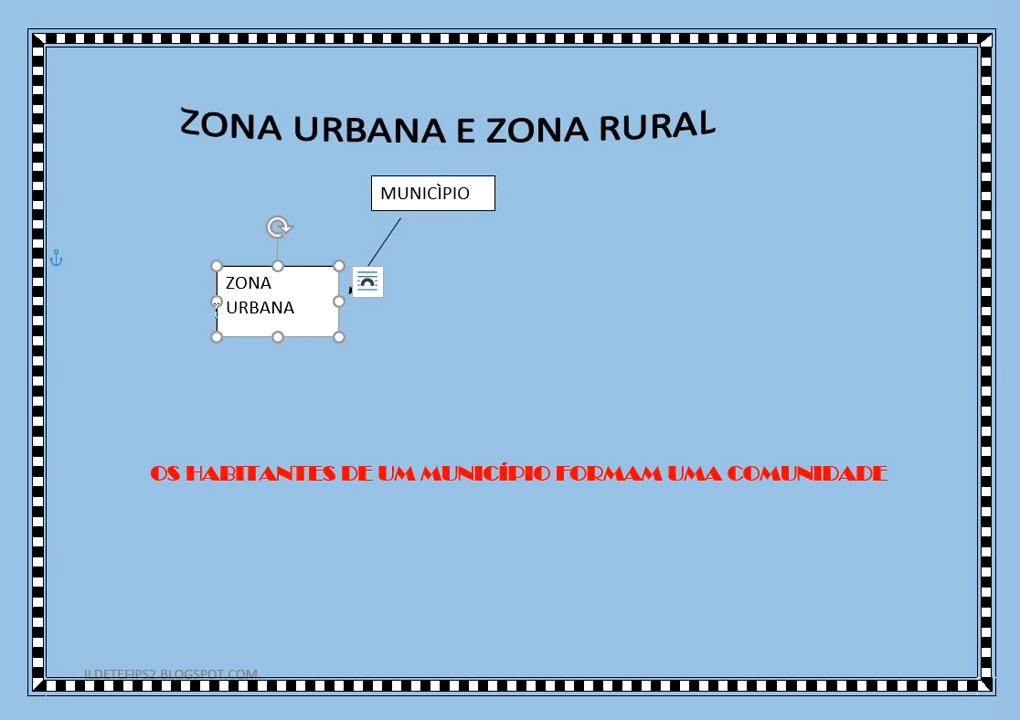 ZONA URBANA E ZONA RURAL
MUNICÌPIO
ZONA
URBANA
OS HABITANTES DE UM MUNICÍPIO FORMAM UMA COMUNIDADE
ILDETEFIPS2.BLOGSPOT.COM